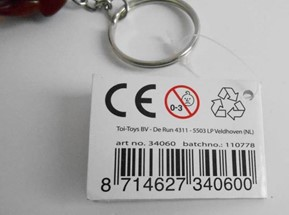 CE
0-3
Toi-Toys BV - De Run 4311 - 5503 LP Veldhoven (NL)
art no. 34060 batchno.: 110778
8 714627 340600